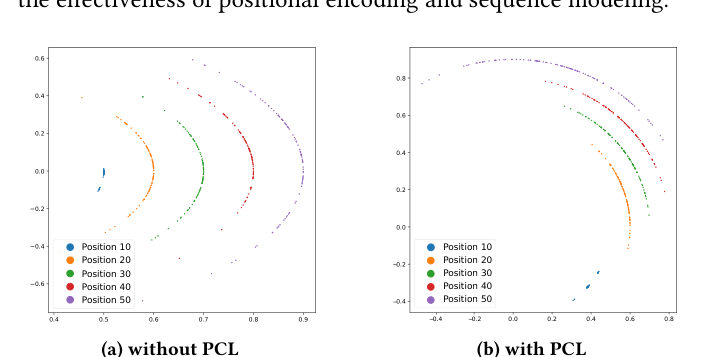 the effectiveness of positional encoding and sequence modeling.
0.6
0.4
0.2
0.0
−0.2
−0.4
−0.6
Position 10
Position 20
Position 30
Position 40
Position 50
0.4 0.5 0.6 0.7 0.8 0.9
(a) without PCL
0.8
0.6
0.4
0.2
0.0
−0.2
−0.4
Position 10
Position 20
Position 30
Position 40
Position 50
−0.4 −0.2 0.0 0.2 0.4 0.6 0.8
(b) with PCL